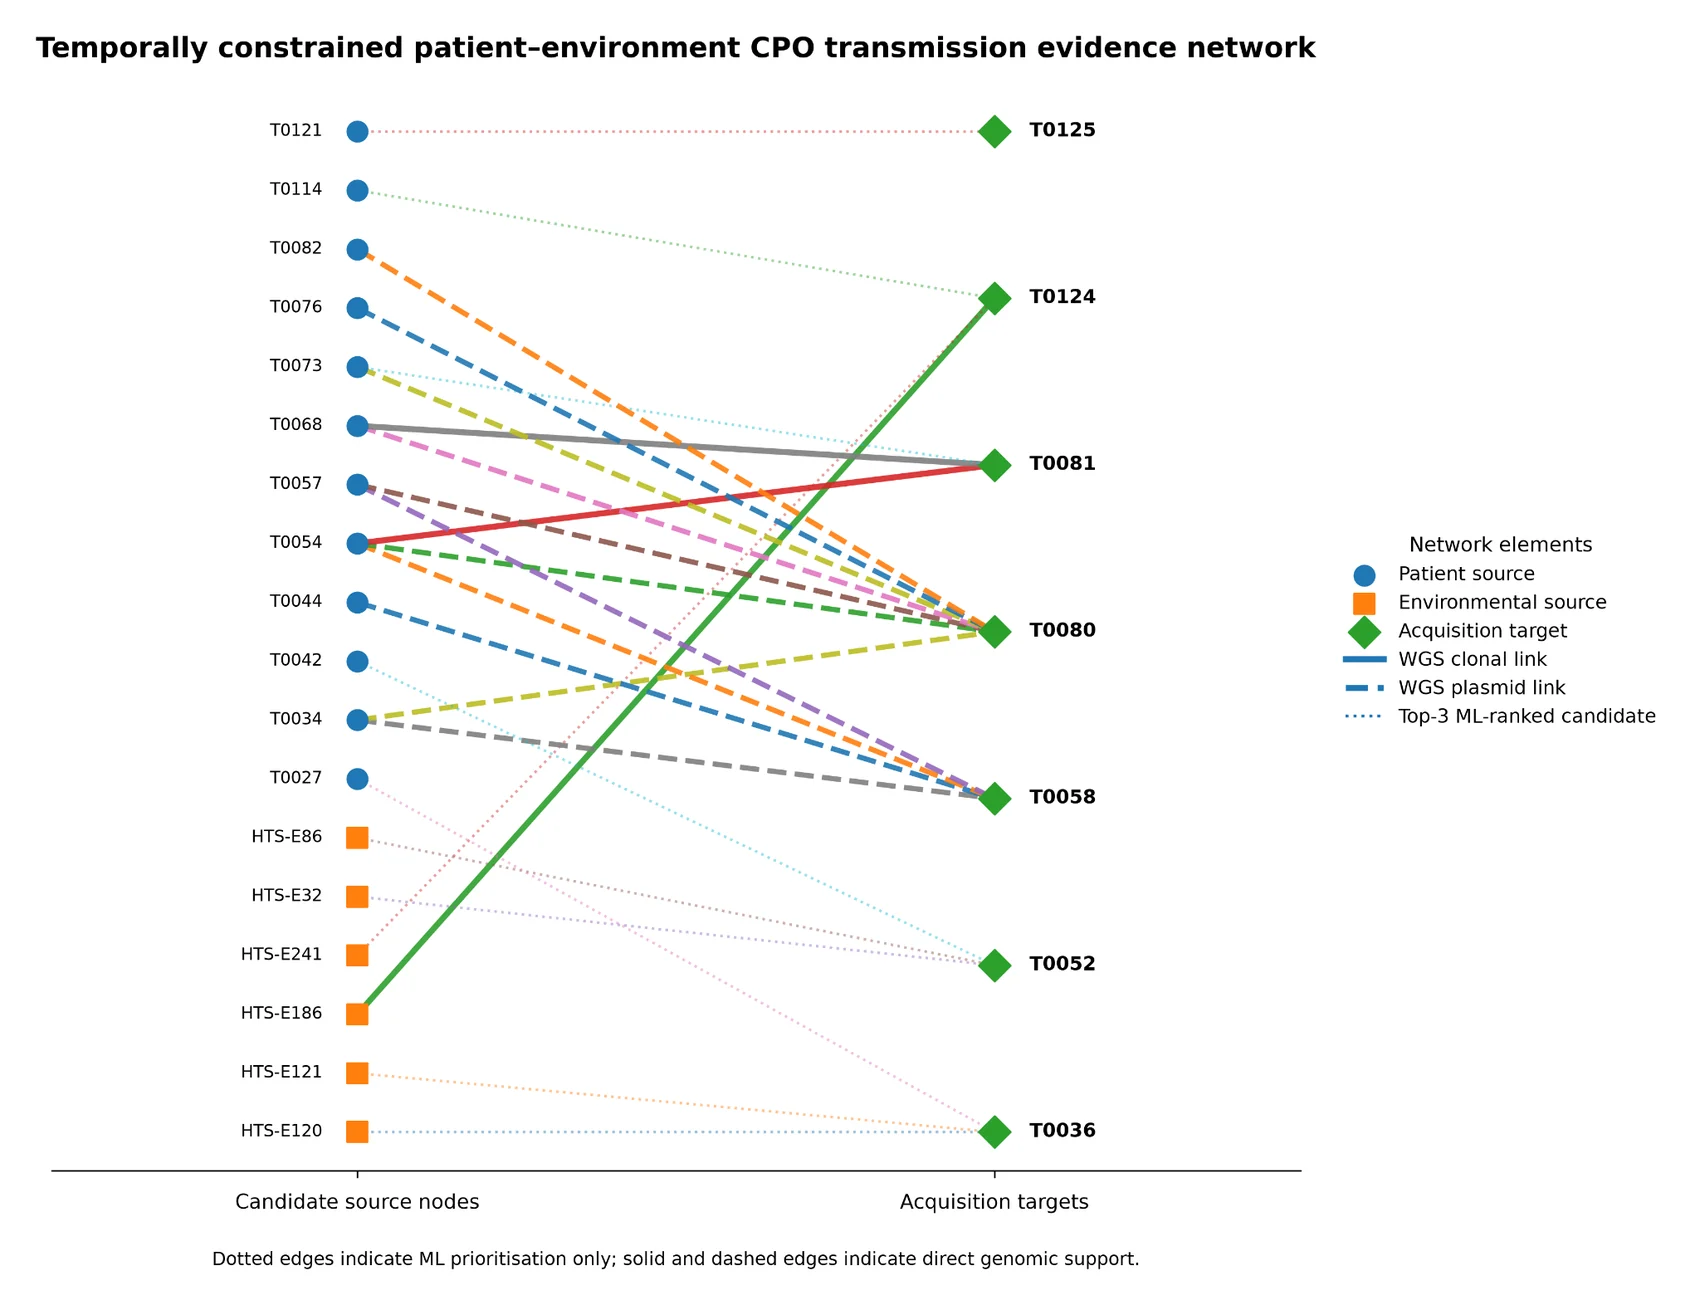 Temporally constrained patient–environment CPO transmission evidence network
T0121
T0114
T0082
T0076
T0073
T0068
T0057
T0054
T0044
T0042
T0034
T0027
HTS-E86
HTS-E32
HTS-E241
HTS-E186
HTS-E121
HTS-E120
T0125
T0124
T0081
T0080
T0058
T0052
T0036
Network elements
Patient source
Environmental source
Acquisition target
WGS clonal link
WGS plasmid link
Top-3 ML-ranked candidate
Candidate source nodes
Acquisition targets
Dotted edges indicate ML prioritisation only; solid and dashed edges indicate direct genomic support.